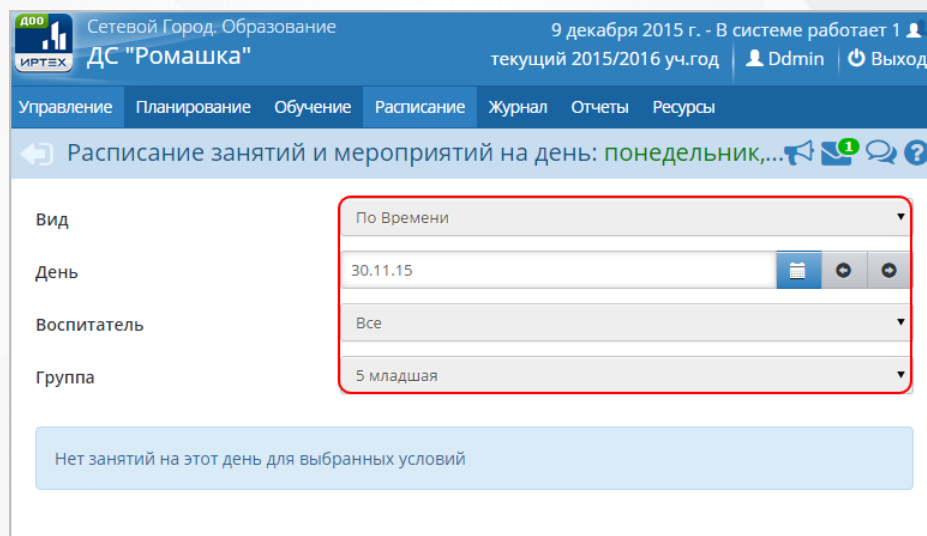 ДОО
ИРТЕХ
Сетевой Город. Образование
ДС "Ромашка"
9 декабря 2015 г. - В системе работает 1
текущий 2015/2016 уч.год Ddmin Выход
Управление Планирование Обучение Расписание Журнал Отчеты Ресурсы
Расписание занятий и мероприятий на день: понедельник,... 1 ?
Вид По Времени
День 30.11.15
Воспитатель Все
Группа 5 младшая
Нет занятий на этот день для выбранных условий